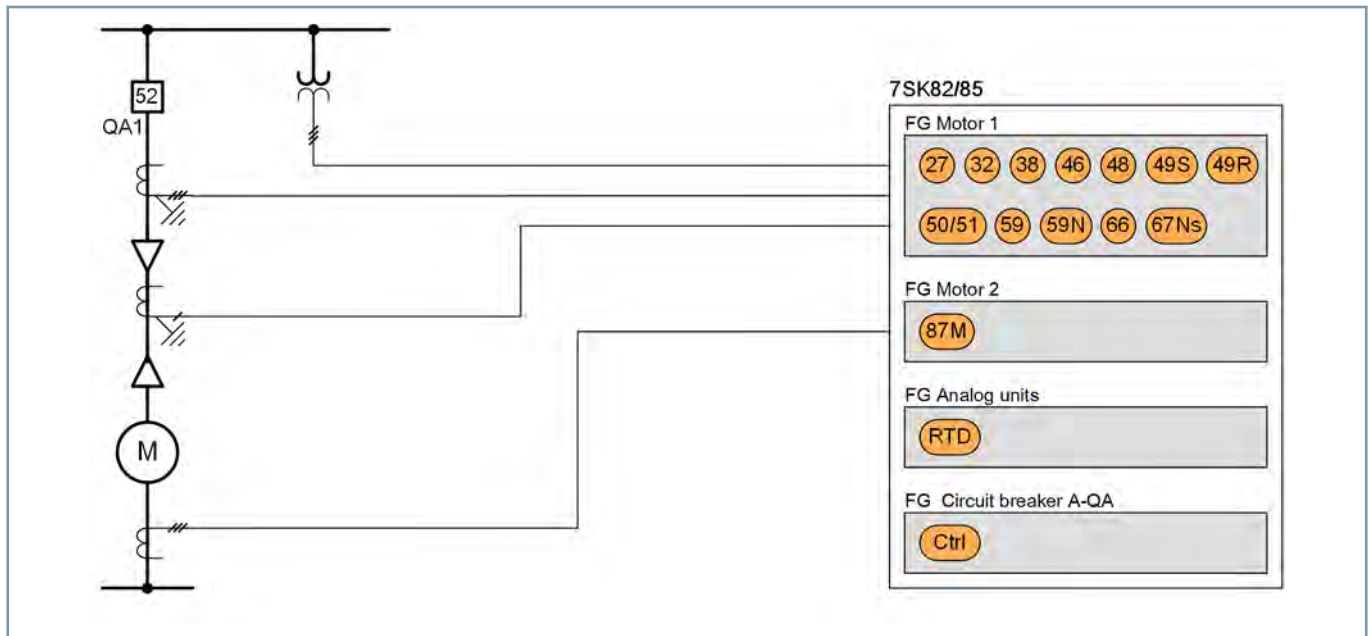 52
QA1
M
7SK82/85
FG Motor 1
27 32 38 46 48 49S 49R
50/51 59 59N 66 67Ns
FG Motor 2
87M
FG Analog units
RTD
FG Circuit breaker A-QA
Ctrl